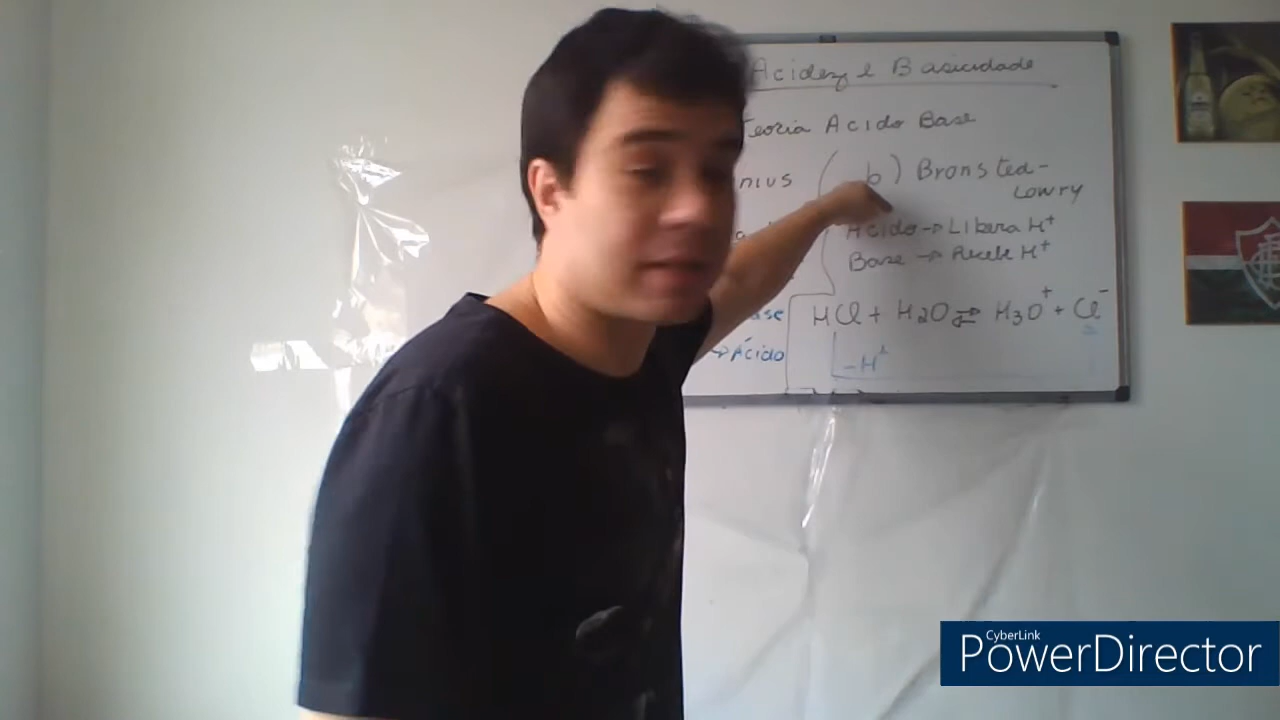 Acidez e Basicidade
Teoria Acido Base
nius
b) Bronsted-
Lowry
Acido → Libera H⁺
Base → Recebe H⁺
ase
HCl + H₂O ⇌ H₃O⁺ + Cl⁻
→ Ácido
-H⁺
CyberLink
PowerDirector